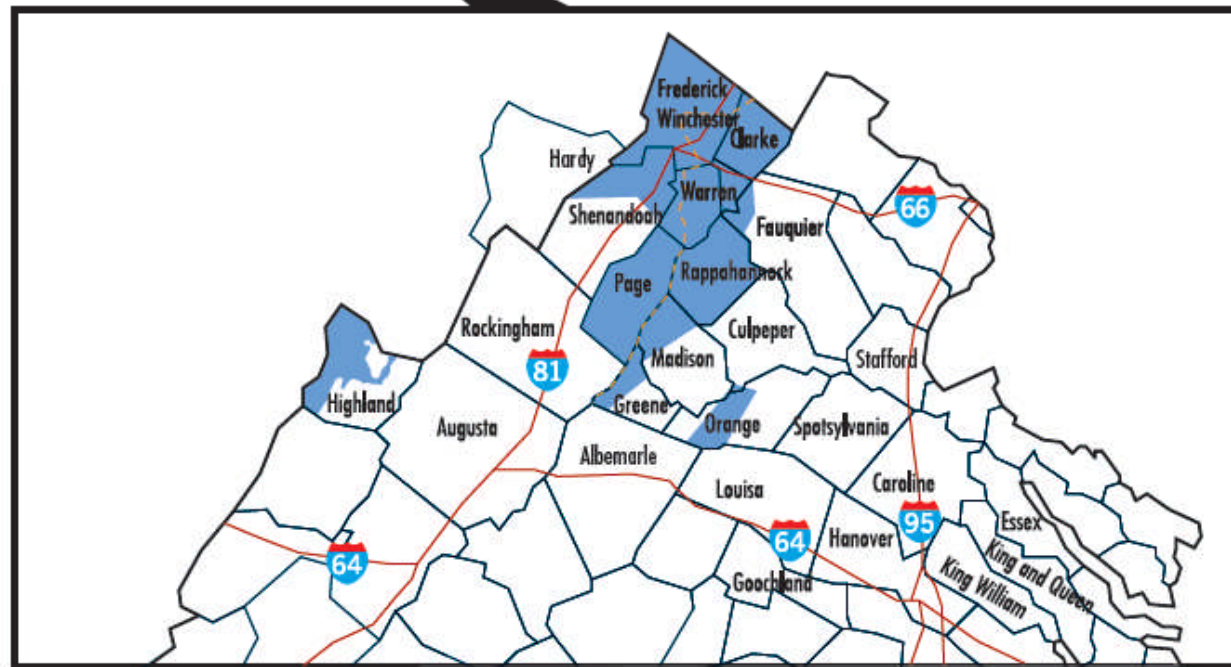 Frederick
Winchester
Clarke
Hardy
Warren
66
Shenandoah
Fauquier
Rappahannock
Page
Rockingham
Culpeper
Madison
Stafford
81
Highland
Greene
Orange
Augusta
Spotsylvania
Albemarle
Louisa
Caroline
95
Essex
64
Hanover
64
Goochland
King and Queen
King William